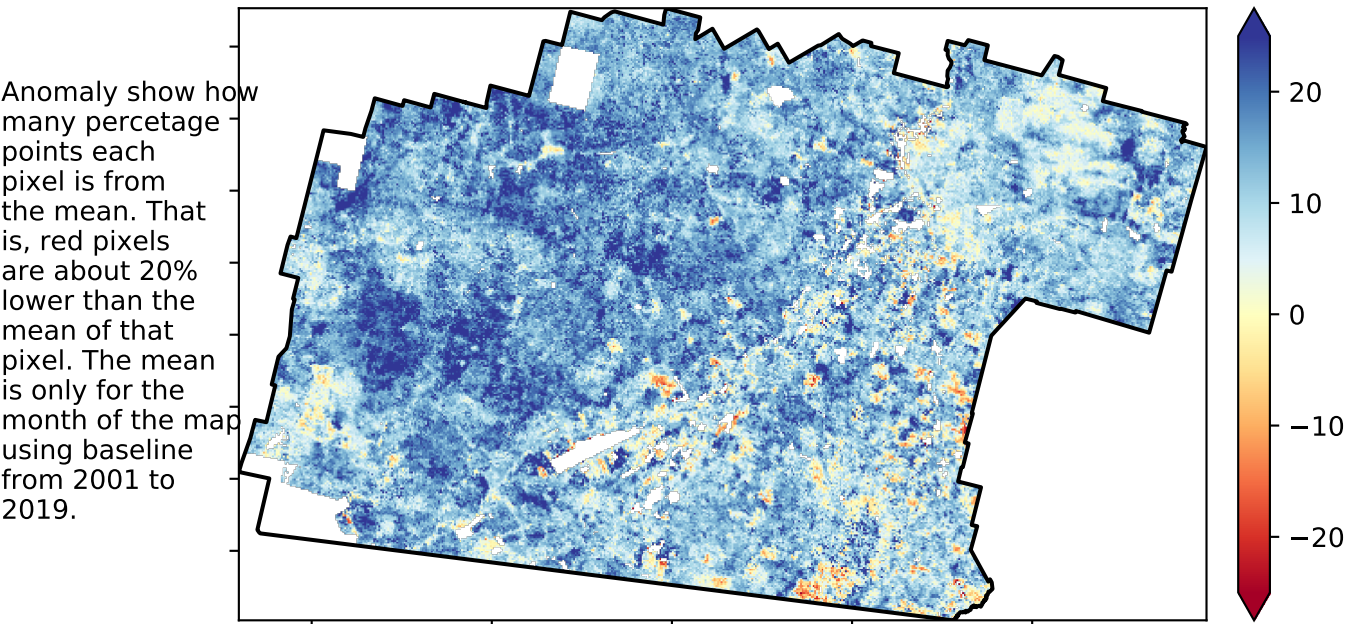 Anomaly show how
many percetage
points each
pixel is from
the mean. That
is, red pixels
are about 20%
lower than the
mean of that
pixel. The mean
is only for the
month of the map
using baseline
from 2001 to
2019.
20
10
0
−10
−20